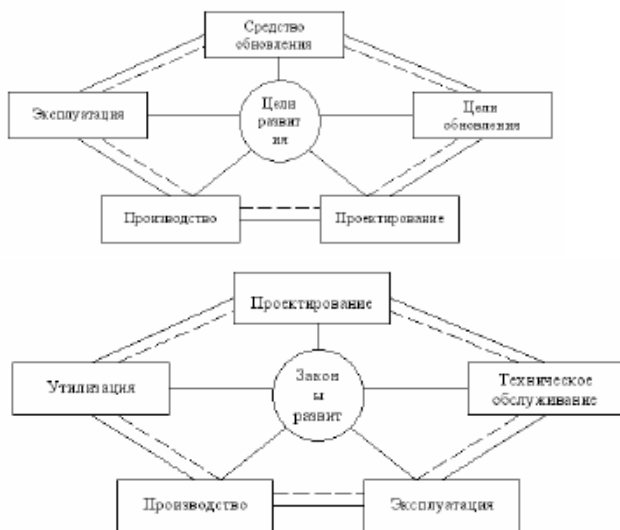 Средство
обновления
Эксплуатация
Цели
развит
ия
Цели
обновления
Производство
Проектирование
Проектирование
Утилизация
Закон
ы
развит
Техническое
обслуживание
Производство
Эксплуатация